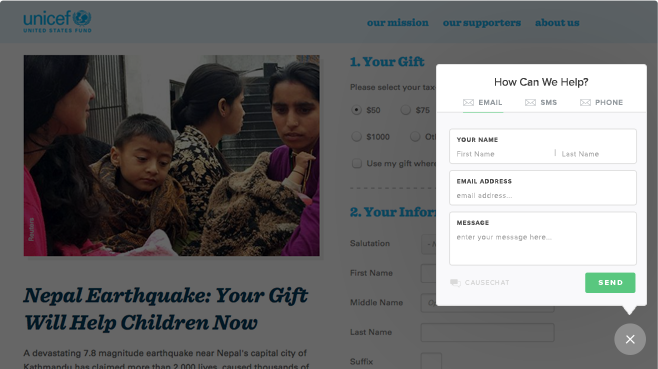 unicef
UNITED STATES FUND
our mission our supporters about us
Reuters
Nepal Earthquake: Your Gift
Will Help Children Now
A devastating 7.8 magnitude earthquake near Nepal's capital city of
Kathmandu has claimed more than 2,000 lives, caused thousands of
1. Your Gift
Please select your tax
$50 $75
$1000
Use my gift where
2. Your Infor
Salutation
First Name
Middle Name
Last Name
Suffix
How Can We Help?
EMAIL SMS PHONE
YOUR NAME
First Name Last Name
EMAIL ADDRESS
email address...
MESSAGE
enter your message here...
CAUSECHAT SEND